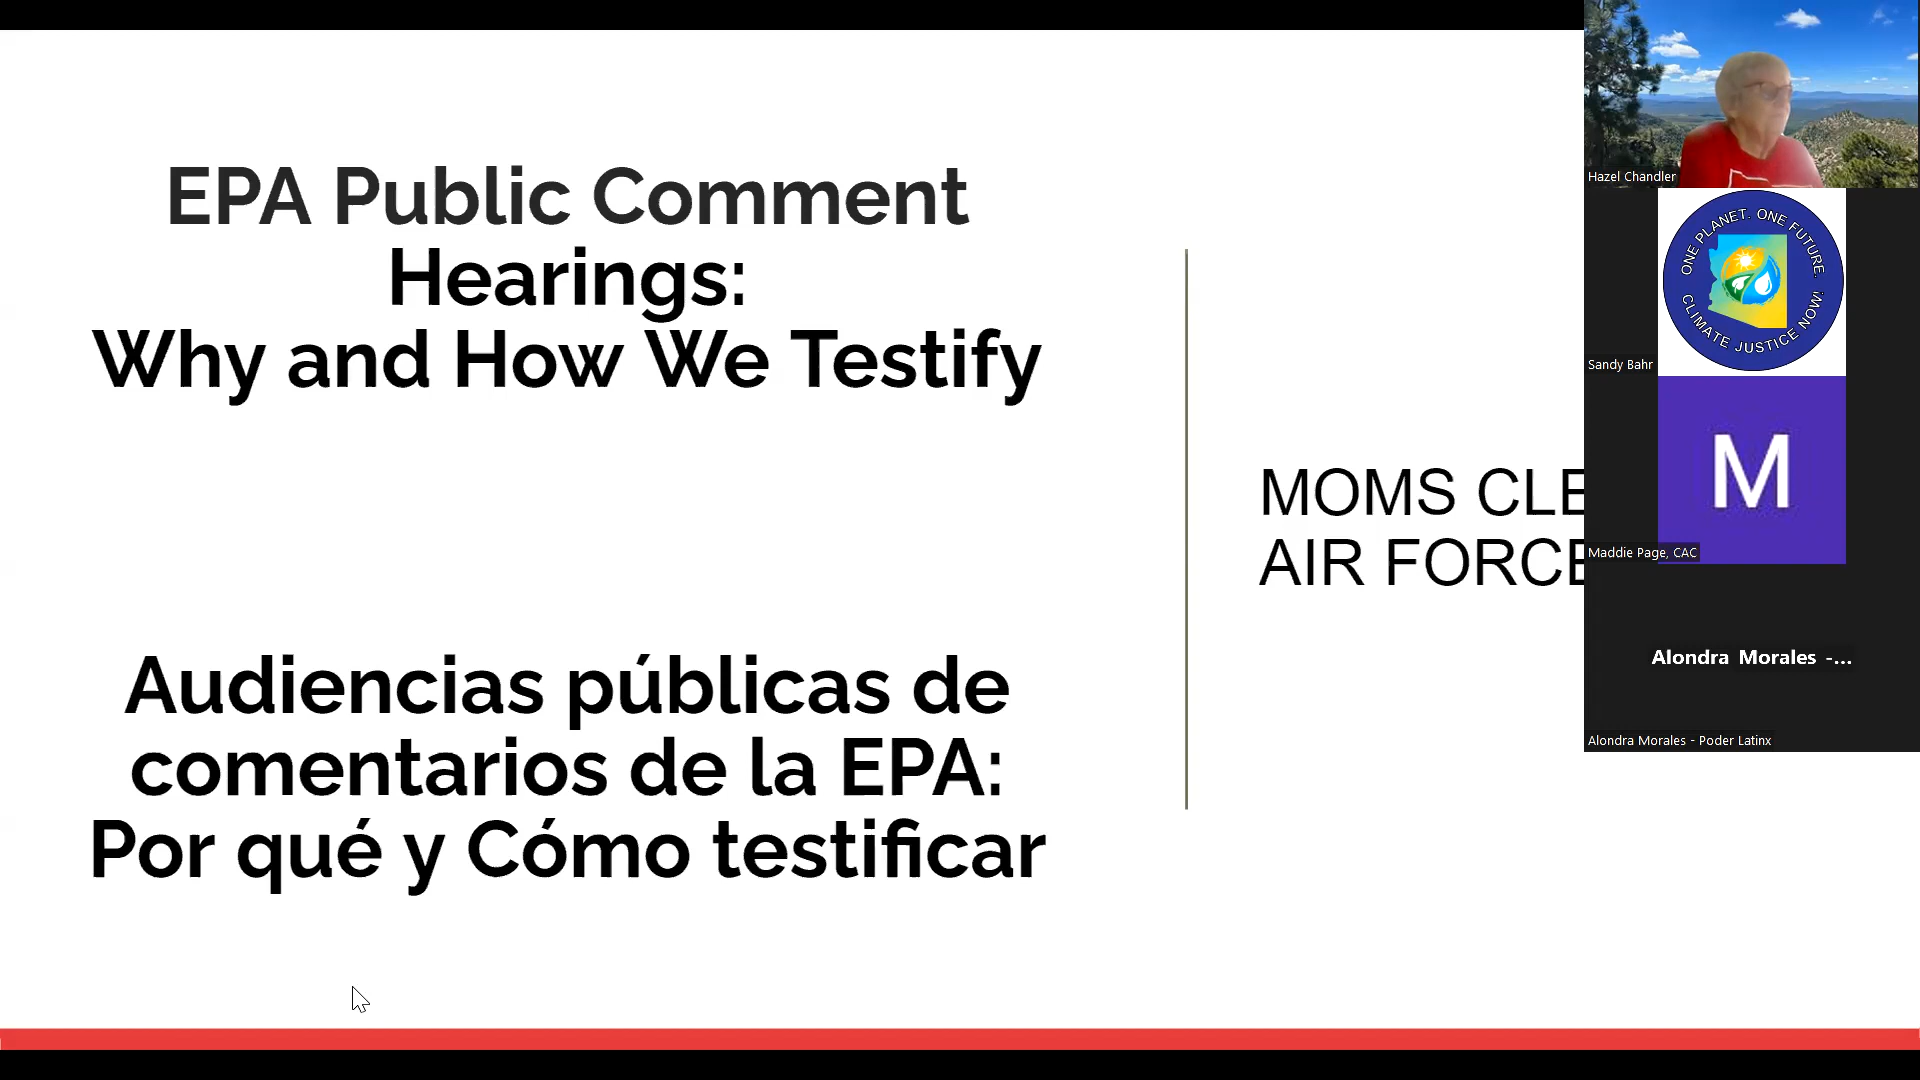 EPA Public Comment
Hearings:
Why and How We Testify
Audiencias públicas de
comentarios de la EPA:
Por qué y Cómo testificar
MOMS CLE
AIR FORCE
Hazel Chandler
ONE PLANET. ONE FUTURE.
CLIMATE JUSTICE NOW!
Sandy Bahr
M
Maddie Page, CAC
Alondra Morales -...
Alondra Morales - Poder Latinx